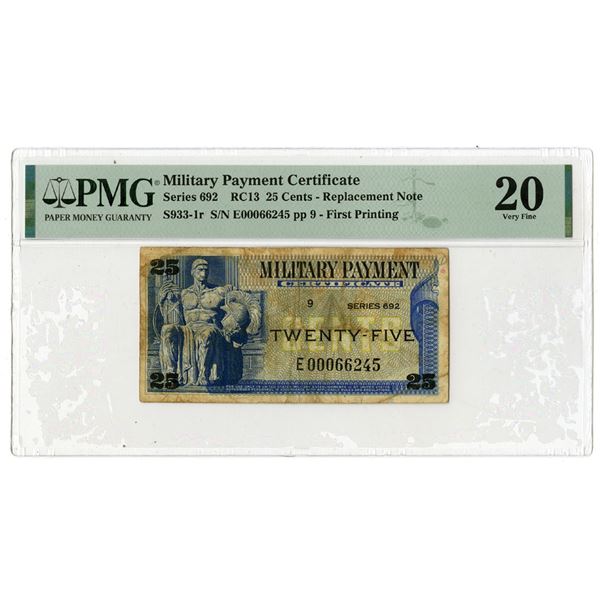 PMG
PAPER MONEY GUARANTY
Military Payment Certificate
Series 692 RC13 25 Cents - Replacement Note
S933-1r S/N E00066245 pp 9 - First Printing
20
Very Fine
25
MILITARY PAYMENT
CERTIFICATE
9 SERIES 692
TWENTY-FIVE
E00066245
25 25